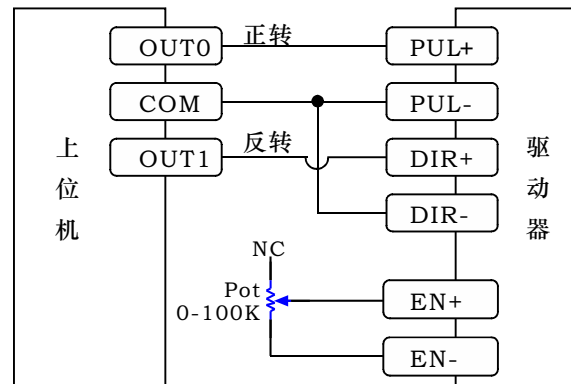 OUT0
正转
PUL+
COM
PUL-
OUT1
反转
DIR+
DIR-
上位机
驱动器
NC
Pot
0-100K
EN+
EN-